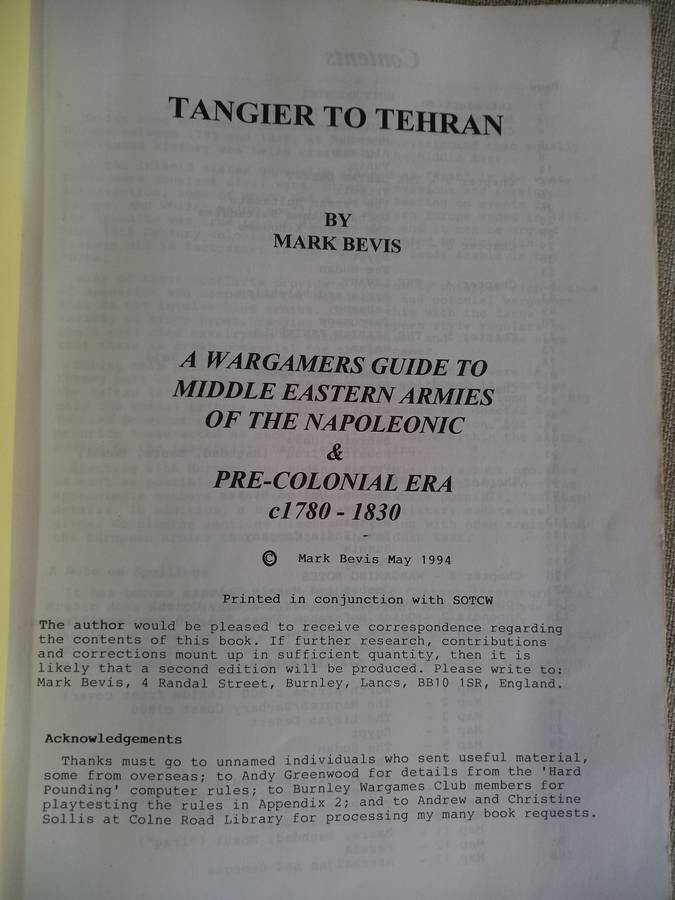 TANGIER TO TEHRAN
BY
MARK BEVIS
A WARGAMERS GUIDE TO
MIDDLE EASTERN ARMIES
OF THE NAPOLEONIC
&
PRE-COLONIAL ERA
c1780 - 1830
© Mark Bevis May 1994
Printed in conjunction with SOTCW
The author would be pleased to receive correspondence regarding
the contents of this book. If further research, contributions
and corrections mount up in sufficient quantity, then it is
likely that a second edition will be produced. Please write to:
Mark Bevis, 4 Randal Street, Burnley, Lancs, BB10 1SR, England.
Acknowledgements
Thanks must go to unnamed individuals who sent useful material,
some from overseas; to Andy Greenwood for details from the 'Hard
Pounding' computer rules; to Burnley Wargames Club members for
playtesting the rules in Appendix 2; and to Andrew and Christine
Sollis at Colne Road Library for processing my many book requests.